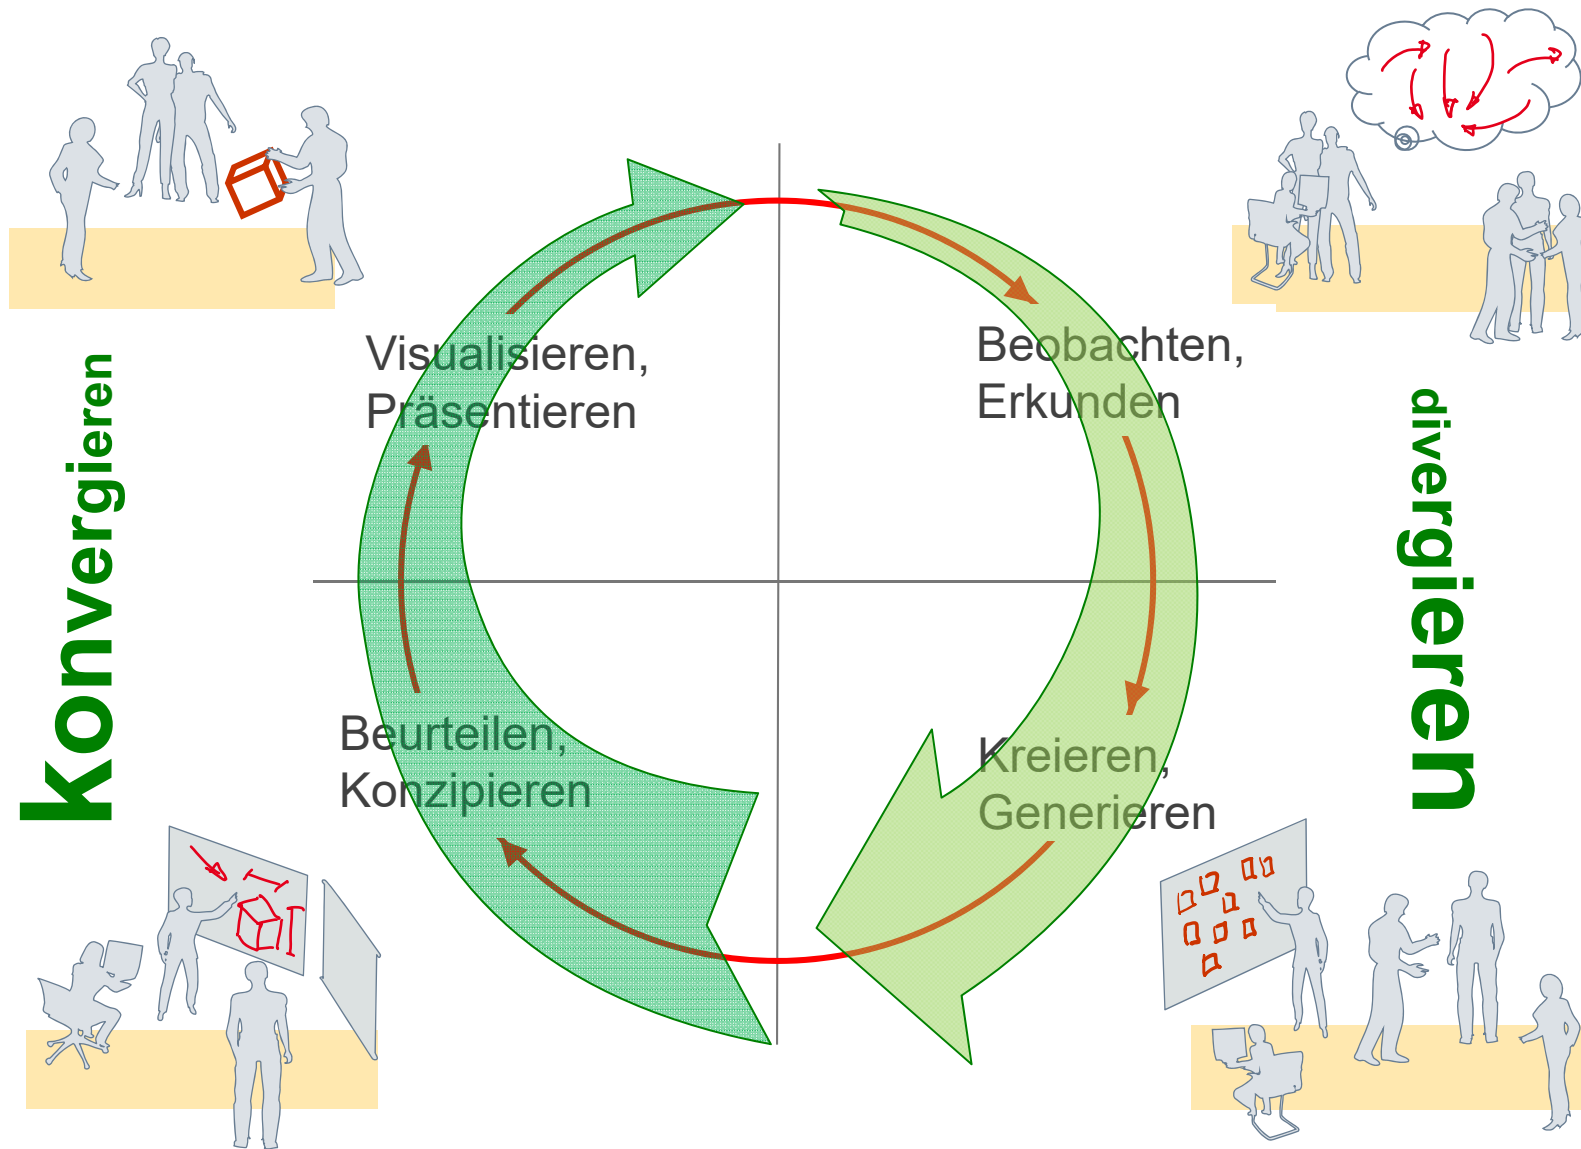 Visualisieren,
Präsentieren
Beobachten,
Erkunden
konvergieren
divergieren
Beurteilen,
Konzipieren
Kreieren,
Generieren